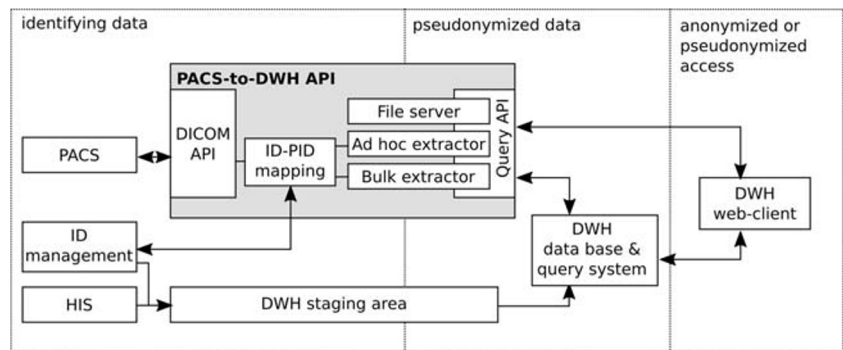 identifying data
pseudonymized data
anonymized or
pseudonymized
access
PACS-to-DWH API
File server
DICOM
API
Ad hoc extractor
Query API
PACS
ID-PID
mapping
Bulk extractor
DWH
web-client
ID
management
DWH
data base &
query system
HIS
DWH staging area